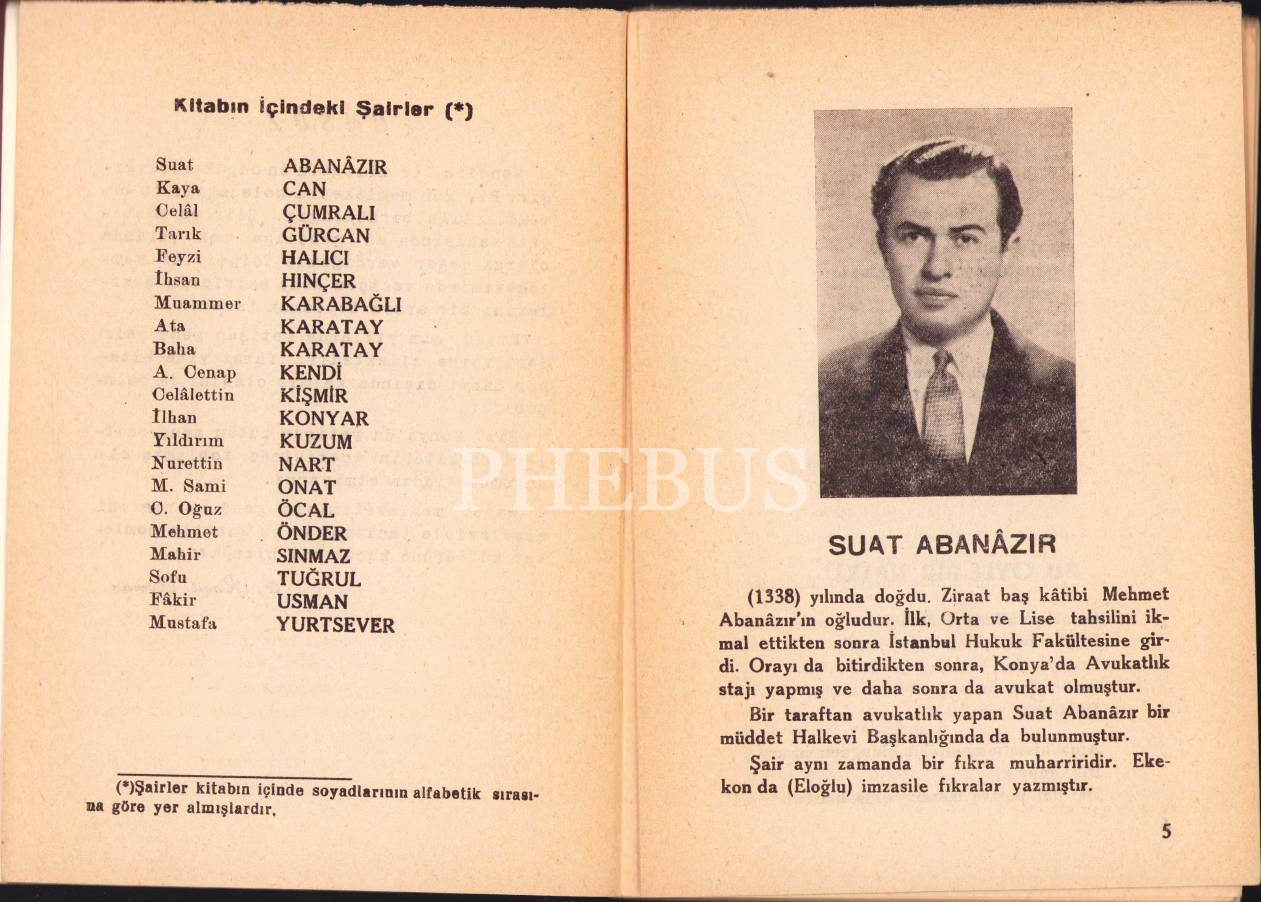 Kitabın İçindeki Şairler (*)
Suat ABANÂZIR
Kaya CAN
Celâl ÇUMRALI
Tarık GÜRCAN
Feyzi HALICI
İhsan HINÇER
Muammer KARABAĞLI
Ata KARATAY
Baha KARATAY
A. Cenap KENDİ
Celâlettin KİŞMİR
İlhan KONYAR
Yıldırım KUZUM
Nurettin NART
M. Sami ONAT
C. Oğuz ÖCAL
Mehmet ÖNDER
Mahir SINMAZ
Sofu TUĞRUL
Fâkir USMAN
Mustafa YURTSEVER
(*)Şairler kitabın içinde soyadlarının alfabetik sırası-
na göre yer almışlardır.
PHEBUS
SUAT ABANÂZIR
(1338) yılında doğdu. Ziraat baş kâtibi Mehmet
Abanâzır'ın oğludur. İlk, Orta ve Lise tahsilini ik-
mal ettikten sonra İstanbul Hukuk Fakültesine gir-
di. Orayı da bitirdikten sonra, Konya'da Avukatlık
stajı yapmış ve daha sonra da avukat olmuştur.
Bir taraftan avukatlık yapan Suat Abanâzır bir
müddet Halkevi Başkanlığında da bulunmuştur.
Şair aynı zamanda bir fıkra muharriridir. Eke-
kon da (Eloğlu) imzasile fıkralar yazmıştır.
5